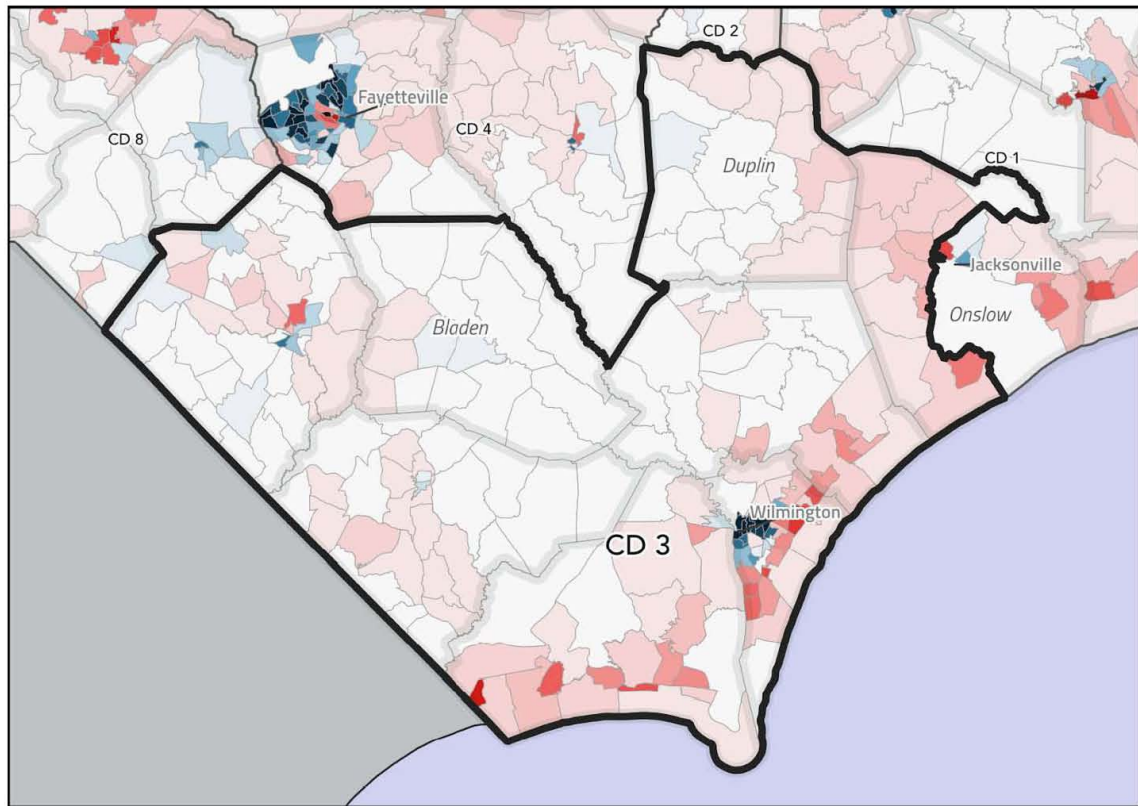 CD 2
Fayetteville
CD 8
CD 4
Duplin
CD 1
Jacksonville
Bladen
Onslow
Wilmington
CD 3